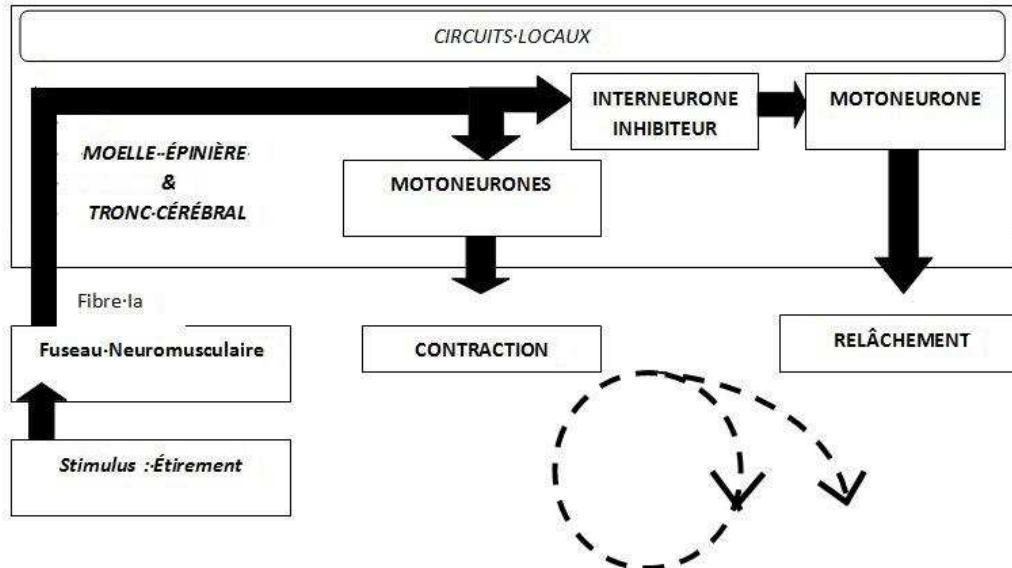 CIRCUITS·LOCAUX
INTERNEURONE
INHIBITEUR
MOTONEURONE
MOELLE-·ÉPINIÈRE
&
TRONC·CÉRÉBRAL
MOTONEURONES
Fibre·Ia
Fuseau·Neuromusculaire
CONTRACTION
RELÂCHEMENT
Stimulus :·Étirement